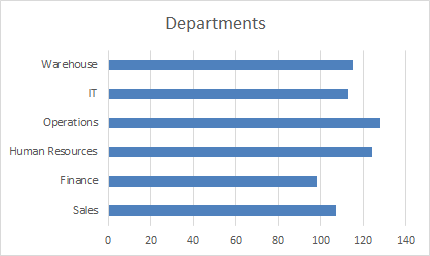 Departments
Warehouse
IT
Operations
Human Resources
Finance
Sales
0 20 40 60 80 100 120 140